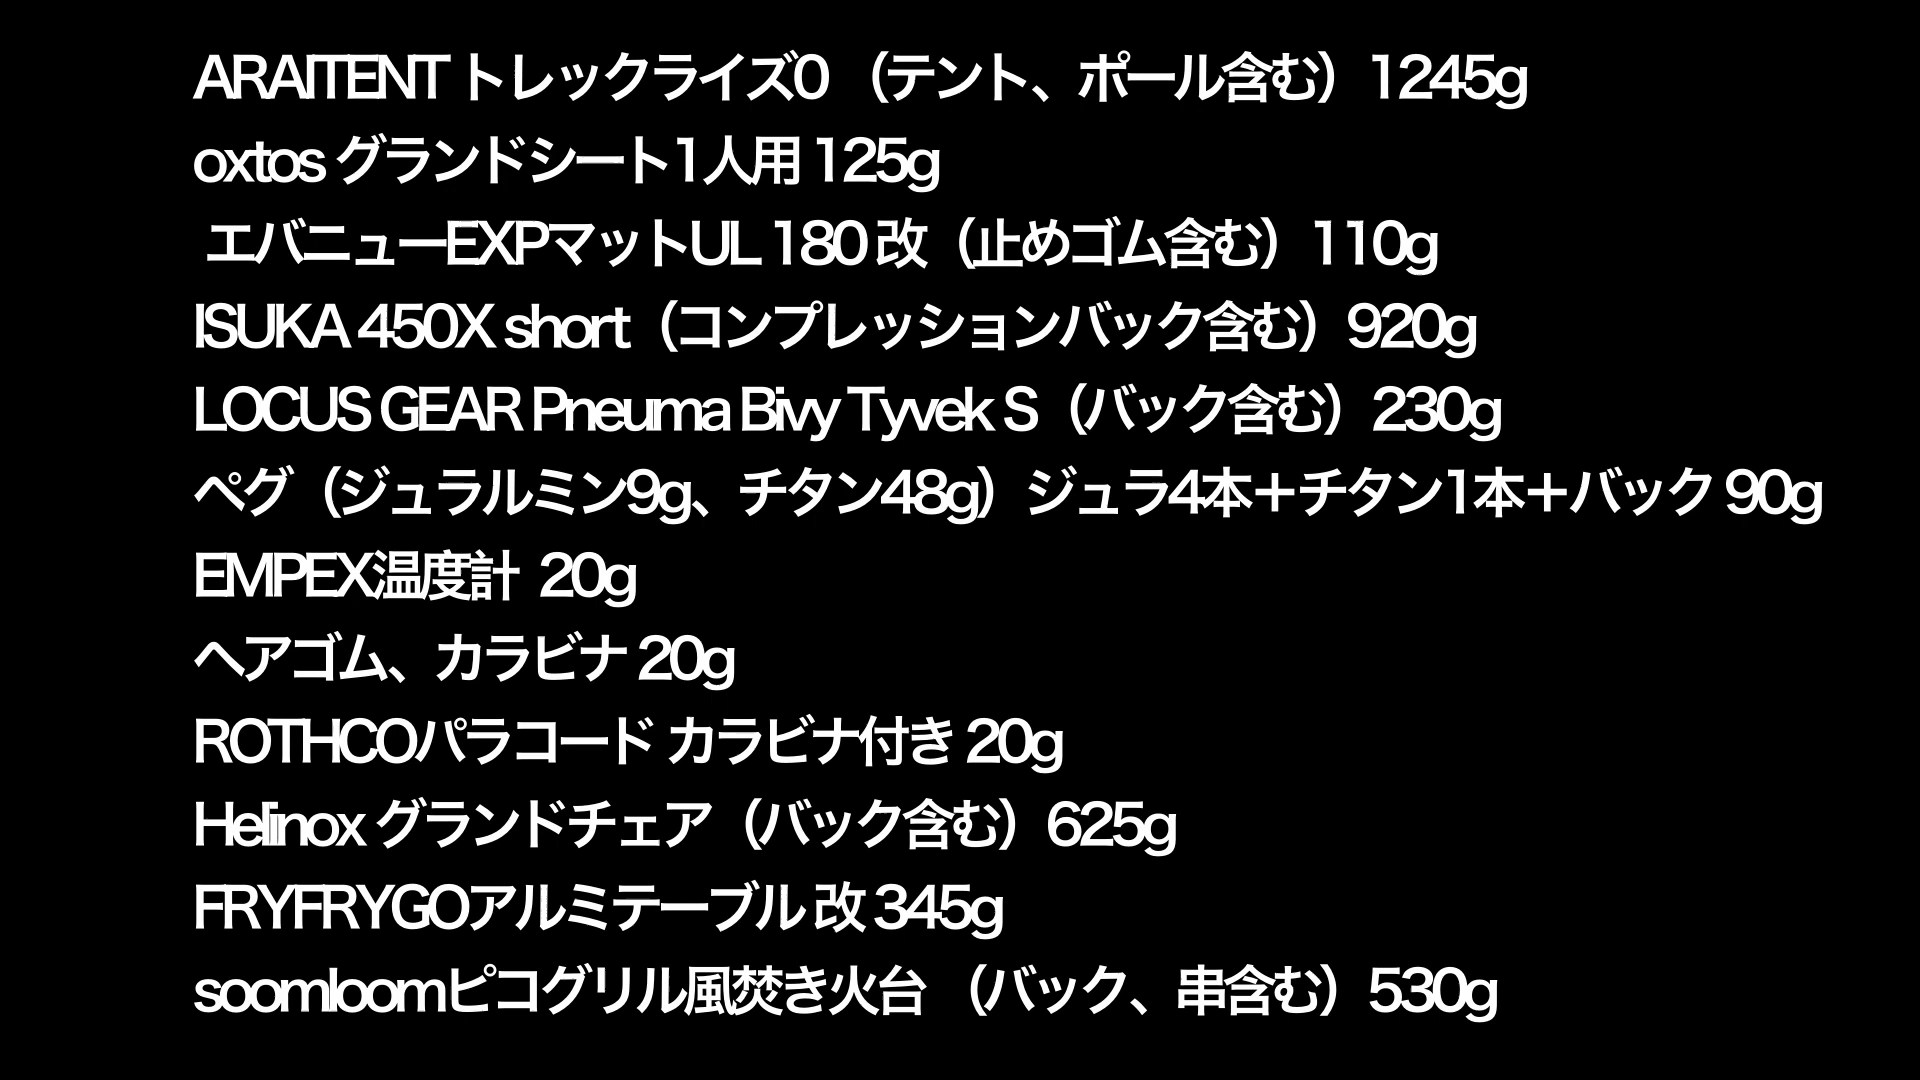 ARAITENT トレックライズ0 （テント、ポール含む）1245g
oxtos グランドシート1人用 125g
エバニューEXPマットUL 180 改（止めゴム含む）110g
ISUKA 450X short（コンプレッションバック含む）920g
LOCUS GEAR Pneuma Bivy Tyvek S（バック含む）230g
ペグ（ジュラルミン9g、チタン48g）ジュラ4本＋チタン1本＋バック 90g
EMPEX温度計 20g
ヘアゴム、カラビナ 20g
ROTHCOパラコード カラビナ付き 20g
Helinox グランドチェア（バック含む）625g
FRYFRYGOアルミテーブル 改 345g
soomloomピコグリル風焚き火台 （バック、串含む）530g